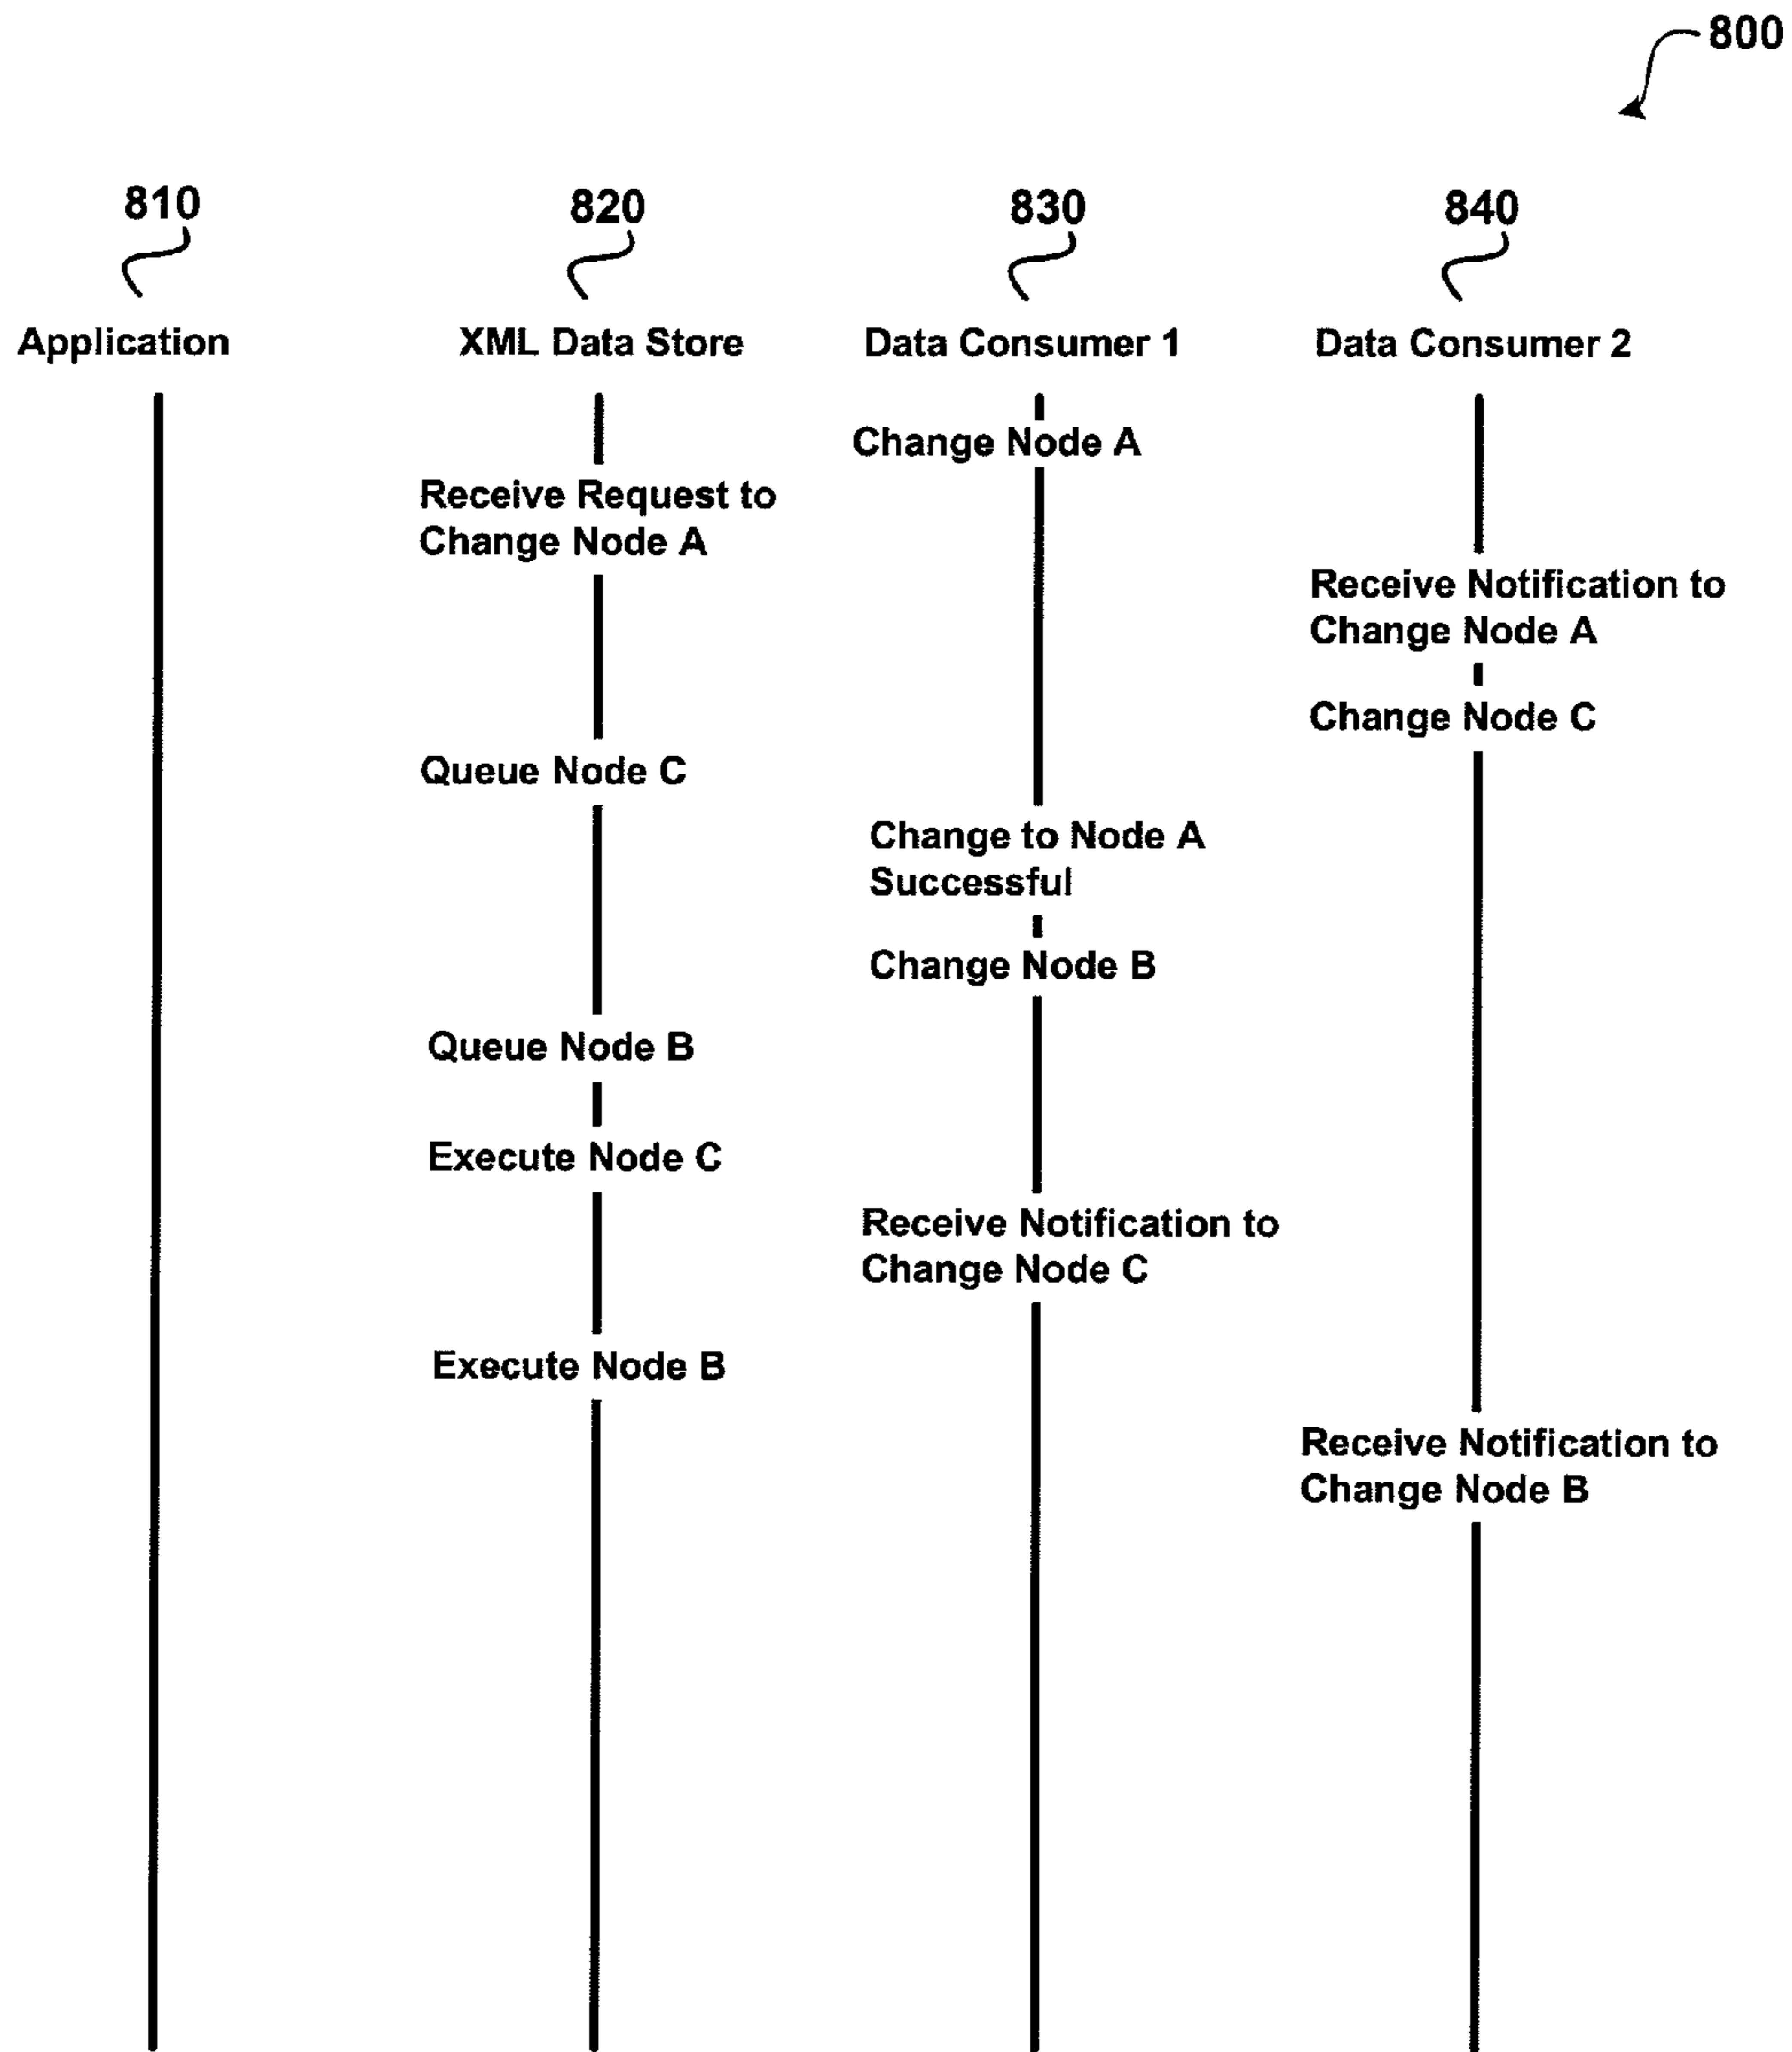 800
810
820
830
840
Application
XML Data Store
Data Consumer 1
Data Consumer 2
Change Node A
Receive Request to
Change Node A
Receive Notification to
Change Node A
Change Node C
Queue Node C
Change to Node A
Successful
Change Node B
Queue Node B
Execute Node C
Receive Notification to
Change Node C
Execute Node B
Receive Notification to
Change Node B